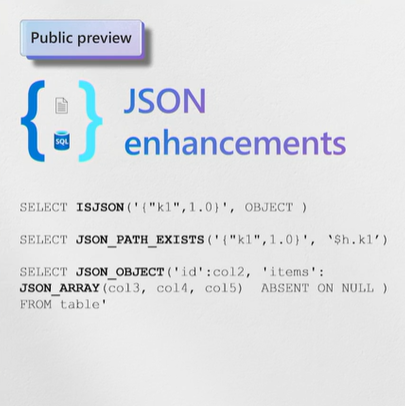 Public preview
SQL
JSON
enhancements
SELECT ISJSON('{"k1",1.0}', OBJECT )
SELECT JSON_PATH_EXISTS('{"k1",1.0}', ‘$h.k1’)
SELECT JSON_OBJECT('id':col2, 'items':
JSON_ARRAY(col3, col4, col5)  ABSENT ON NULL )
FROM table'